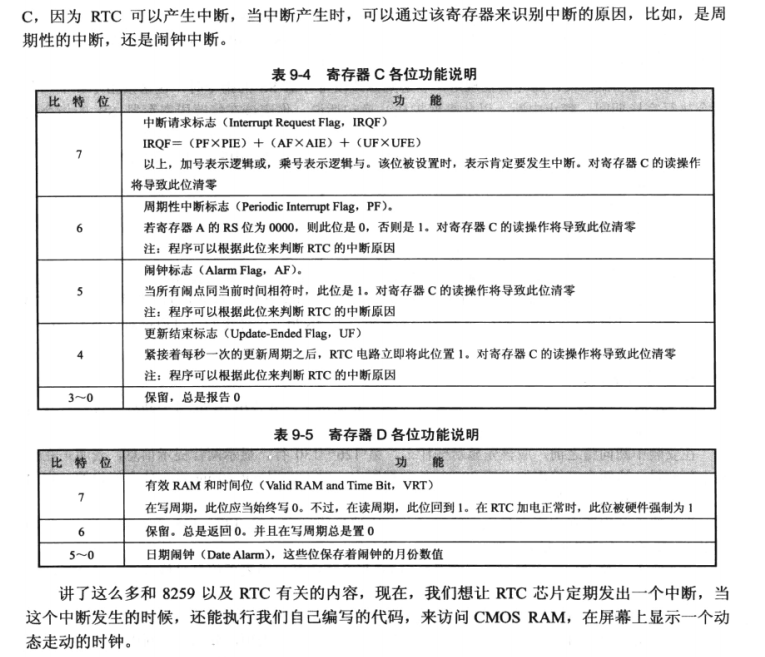 C，因为 RTC 可以产生中断，当中断产生时，可以通过该寄存器来识别中断的原因，比如，是周
期性的中断，还是闹钟中断。
表 9-4 寄存器 C 各位功能说明
比 特 位 功 能
7
中断请求标志（Interrupt Request Flag，IRQF）
IRQF＝（PF×PIE）＋（AF×AIE）＋（UF×UFE）
以上，加号表示逻辑或，乘号表示逻辑与。该位被设置时，表示肯定要发生中断。对寄存器 C 的读操作
将导致此位清零
6
周期性中断标志（Periodic Interrupt Flag，PF）。
若寄存器 A 的 RS 位为 0000，则此位是 0，否则是 1。对寄存器 C 的读操作将导致此位清零
注：程序可以根据此位来判断 RTC 的中断原因
5
闹钟标志（Alarm Flag，AF）。
当所有闹点同当前时间相符时，此位是 1。对寄存器 C 的读操作将导致此位清零
注：程序可以根据此位来判断 RTC 的中断原因
4
更新结束标志（Update-Ended Flag，UF）
紧接着每秒一次的更新周期之后，RTC 电路立即将此位置 1。对寄存器 C 的读操作将导致此位清零
注：程序可以根据此位来判断 RTC 的中断原因
3～0 保留，总是报告 0
表 9-5 寄存器 D 各位功能说明
比 特 位 功 能
7
有效 RAM 和时间位（Valid RAM and Time Bit，VRT）
在写周期，此位应当始终写 0。不过，在读周期，此位回到 1。在 RTC 加电正常时，此位被硬件强制为 1
6 保留。总是返回 0。并且在写周期总是置 0
5～0 日期闹钟（Date Alarm），这些位保存着闹钟的月份数值
讲了这么多和 8259 以及 RTC 有关的内容，现在，我们想让 RTC 芯片定期发出一个中断，当
这个中断发生的时候，还能执行我们自己编写的代码，来访问 CMOS RAM，在屏幕上显示一个动
态走动的时钟。